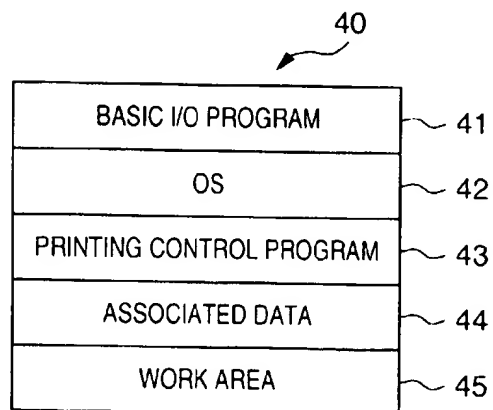 40
BASIC I/O PROGRAM 41
OS 42
PRINTING CONTROL PROGRAM 43
ASSOCIATED DATA 44
WORK AREA 45